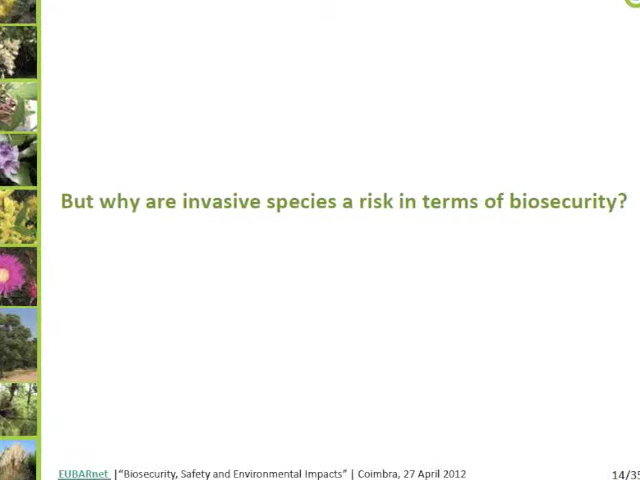 But why are invasive species a risk in terms of biosecurity?
EUBARnet |“Biosecurity, Safety and Environmental Impacts” | Coimbra, 27 April 2012
14/35